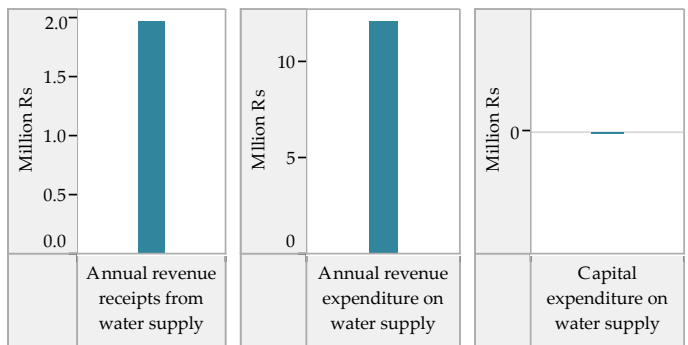 2.0
1.5
1.0
0.5
0.0
Million Rs
Annual revenue
receipts from
water supply
10
5
0
Mllion Rs
Annual revenue
expenditure on
water supply
0
Million Rs
Capital
expenditure on
water supply